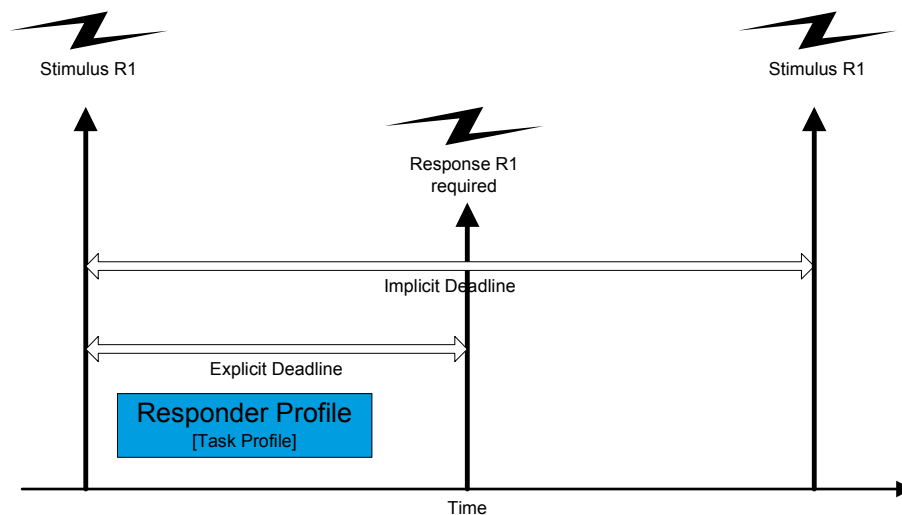 Stimulus R1
Stimulus R1
Response R1
required
Implicit Deadline
Explicit Deadline
Responder Profile
[Task Profile]
Time